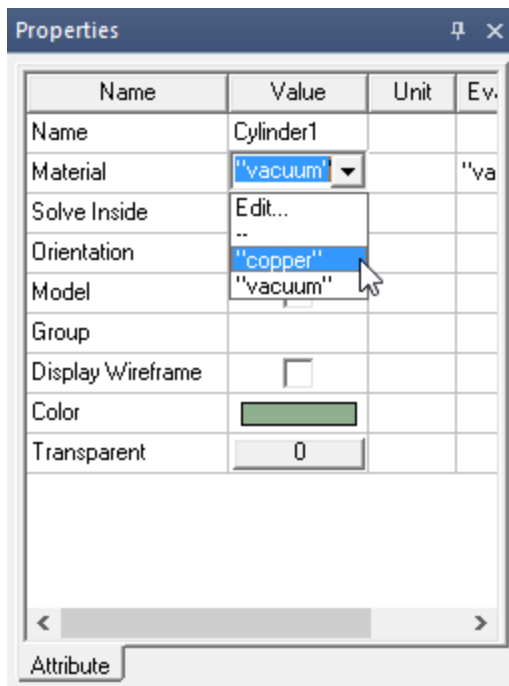 Properties
Name Value Unit Eva
Name Cylinder1
Material "vacuum" "va
Solve Inside Edit...
--
Orientation "copper"
Model "vacuum"
Group
Display Wireframe
Color
Transparent 0
Attribute